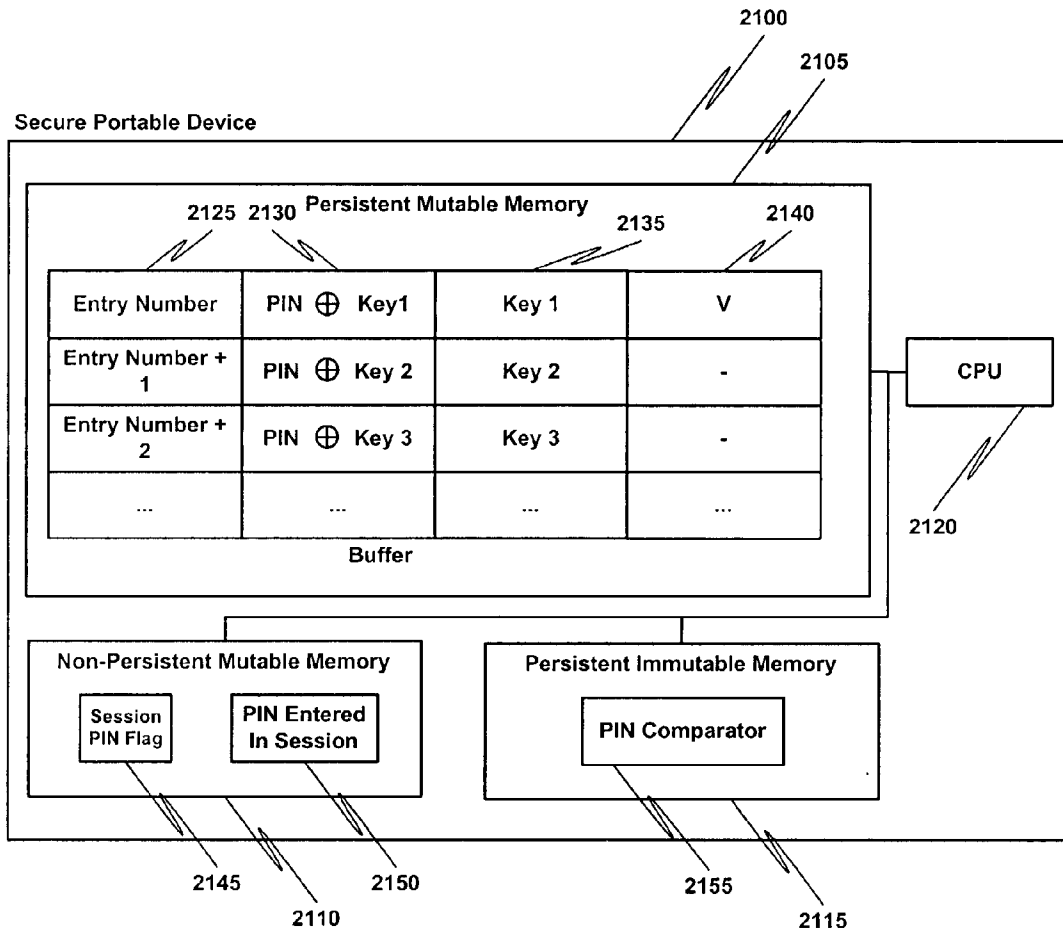 2100
2105
Secure Portable Device
Persistent Mutable Memory
2125 2130 2135 2140
Entry Number PIN ⊕ Key1 Key 1 V
Entry Number + 1 PIN ⊕ Key 2 Key 2 -
Entry Number + 2 PIN ⊕ Key 3 Key 3 -
... ... ... ...
Buffer
CPU
2120
Non-Persistent Mutable Memory
Session
PIN Flag
PIN Entered
In Session
Persistent Immutable Memory
PIN Comparator
2145 2150 2155
2110 2115